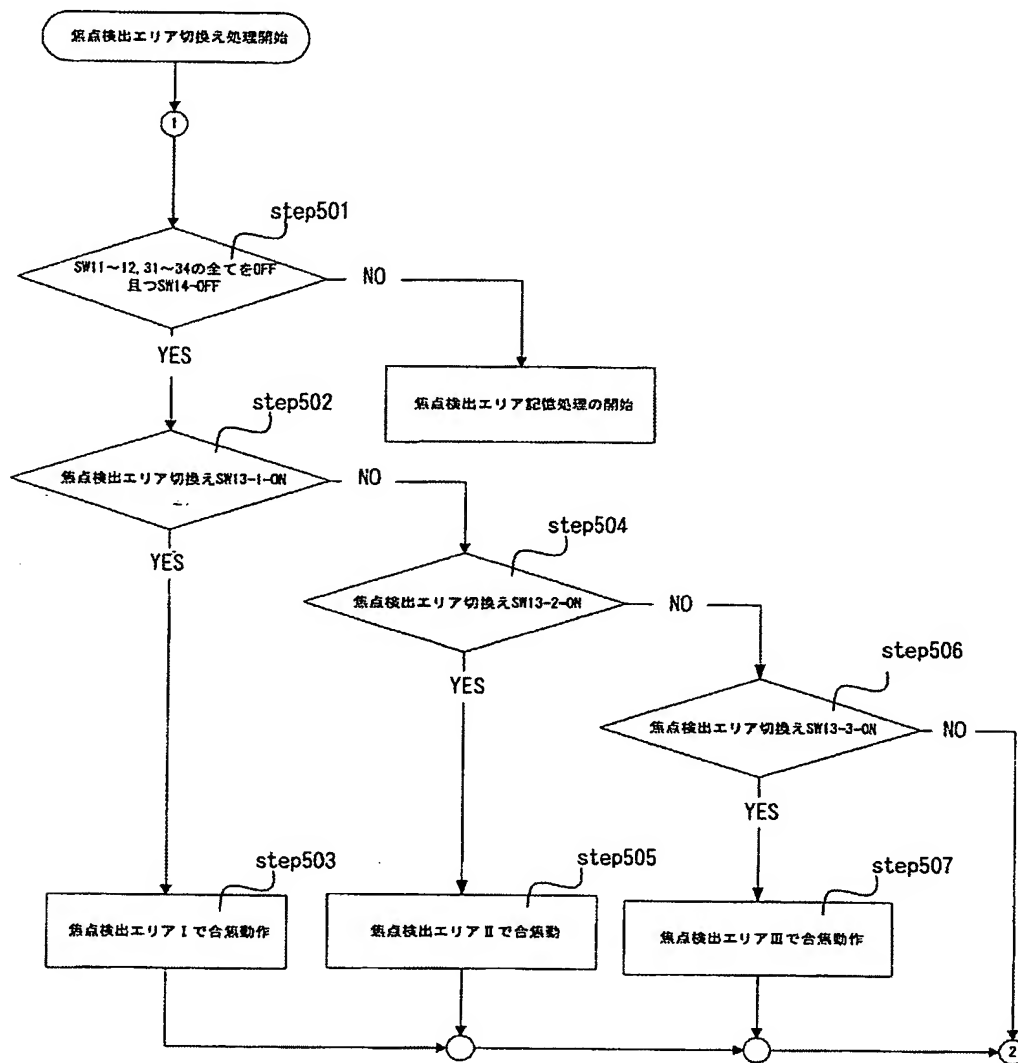 焦点検出エリア切換え処理開始
1
step501
SW11～12,31～34の全てをOFF
且つSW14-OFF
NO
YES
焦点検出エリア記憶処理の開始
step502
焦点検出エリア切換えSW13-1-ON
NO
YES
step504
焦点検出エリア切換えSW13-2-ON
NO
YES
step506
焦点検出エリア切換えSW13-3-ON
NO
YES
step503
焦点検出エリアⅠで合焦動作
step505
焦点検出エリアⅡで合焦動
step507
焦点検出エリアⅢで合焦動作
2